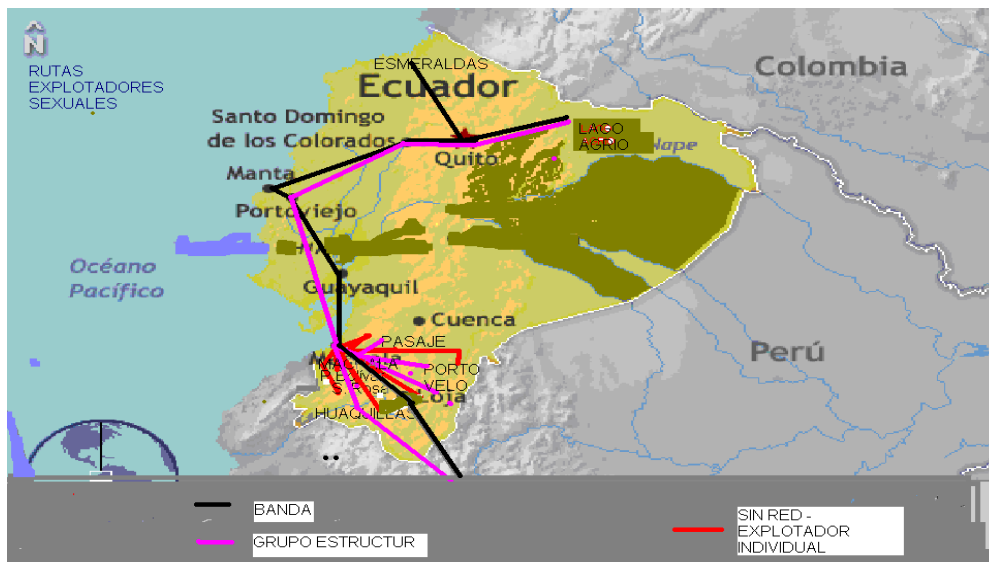 N
RUTAS
EXPLOTADORES
SEXUALES
ESMERALDAS
Ecuador
Colombia
Santo Domingo
de los Colorados
Quito
LAGO
AGRIO
Manta
Portoviejo
Océano
Pacífico
Guayaquil
Cuenca
Perú
PASAJE
PORTO
VELO
Loja
HUAQUILLAS
BANDA
GRUPO ESTRUCTUR
SIN RED -
EXPLOTADOR
INDIVIDUAL